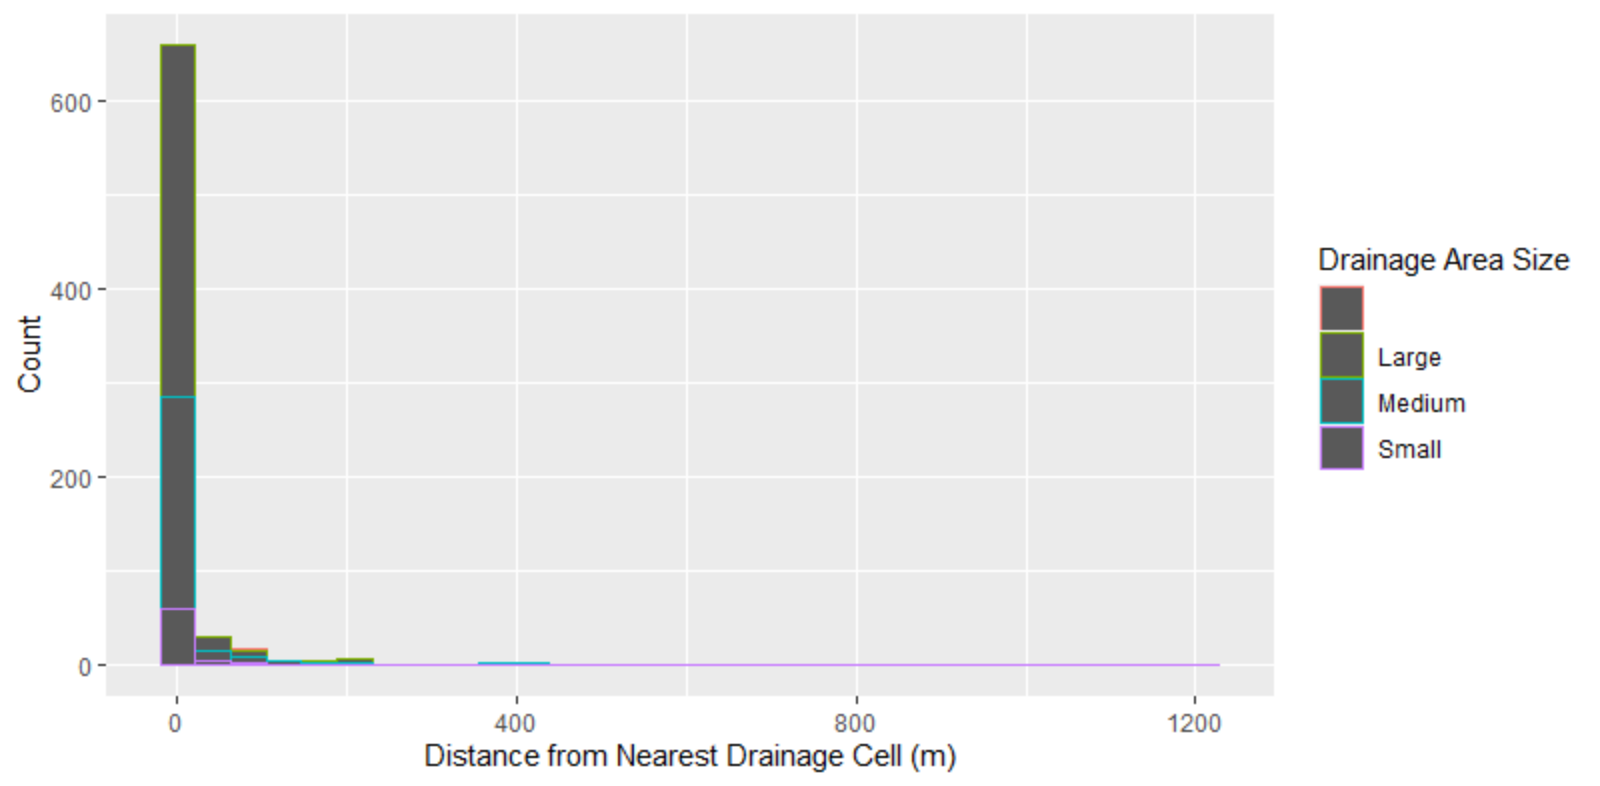 600
400
200
0
Count
0
400
800
1200
Distance from Nearest Drainage Cell (m)
Drainage Area Size
Large
Medium
Small